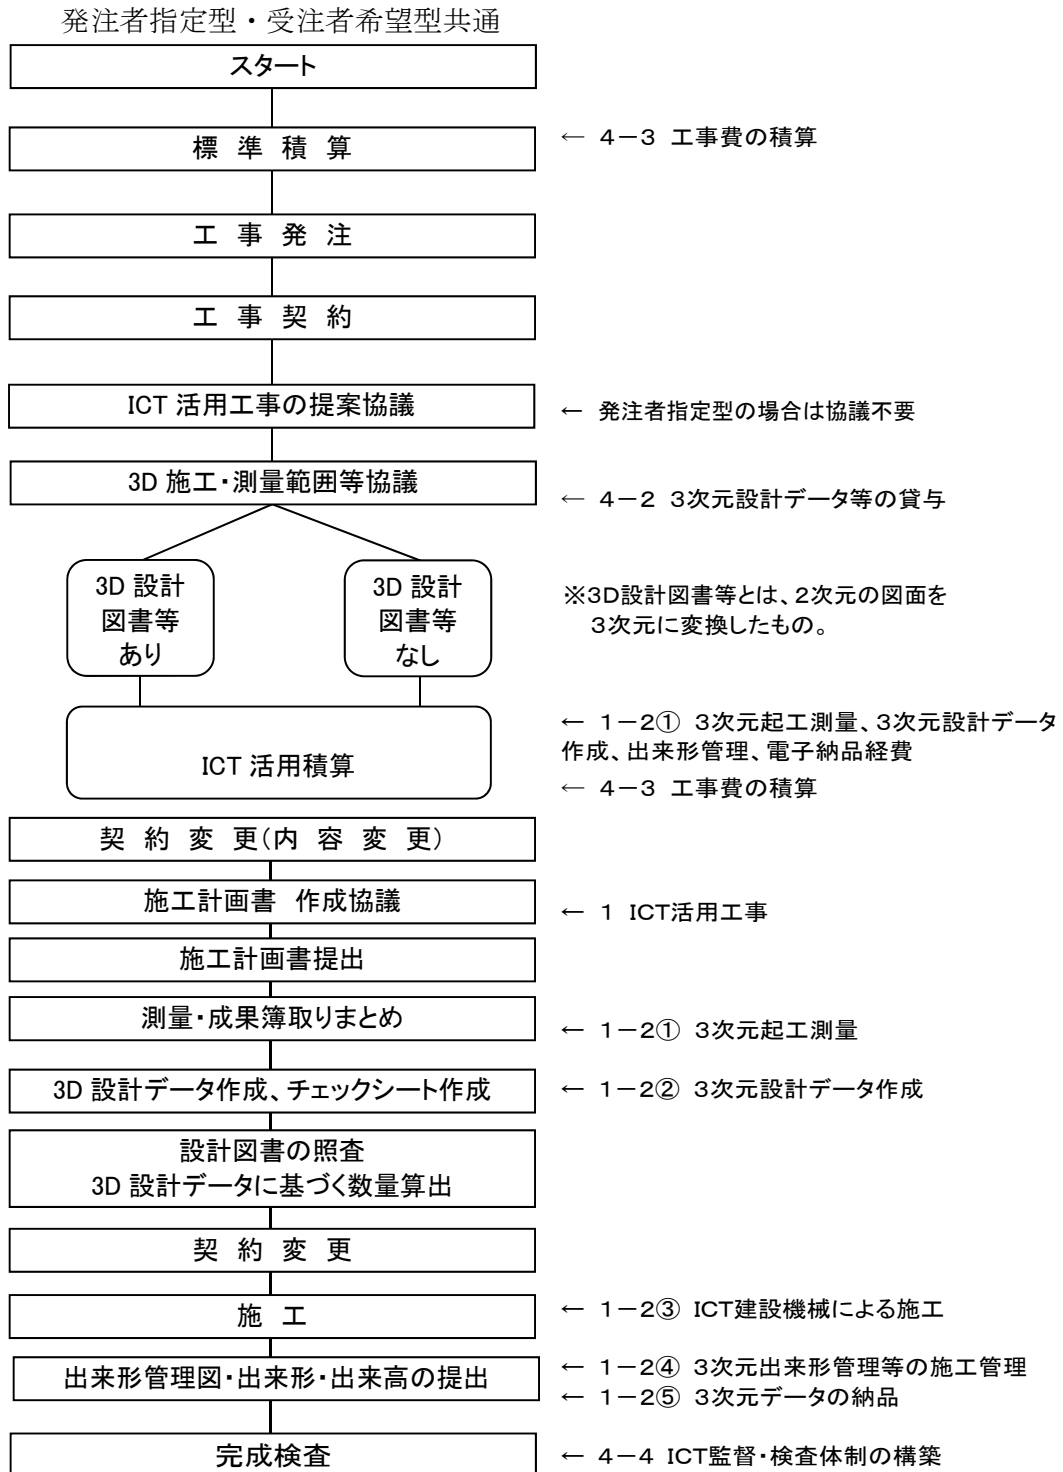 発注者指定型・受注者希望型共通
スタート
標 準 積 算
← 4-3 工事費の積算
工 事 発 注
工 事 契 約
ICT 活用工事の提案協議
← 発注者指定型の場合は協議不要
3D 施工・測量範囲等協議
← 4-2 3次元設計データ等の貸与
3D 設計
図書等
あり
3D 設計
図書等
なし
※3D設計図書等とは、2次元の図面を
3次元に変換したもの。
ICT 活用積算
← 1-2① 3次元起工測量、3次元設計データ
作成、出来形管理、電子納品経費
← 4-3 工事費の積算
契 約 変 更(内 容 変 更)
施工計画書 作成協議
← 1 ICT活用工事
施工計画書提出
測量・成果簿取りまとめ
← 1-2① 3次元起工測量
3D 設計データ作成、チェックシート作成
← 1-2② 3次元設計データ作成
設計図書の照査
3D 設計データに基づく数量算出
契 約 変 更
施 工
← 1-2③ ICT建設機械による施工
出来形管理図・出来形・出来高の提出
← 1-2④ 3次元出来形管理等の施工管理
← 1-2⑤ 3次元データの納品
完成検査
← 4-4 ICT監督・検査体制の構築